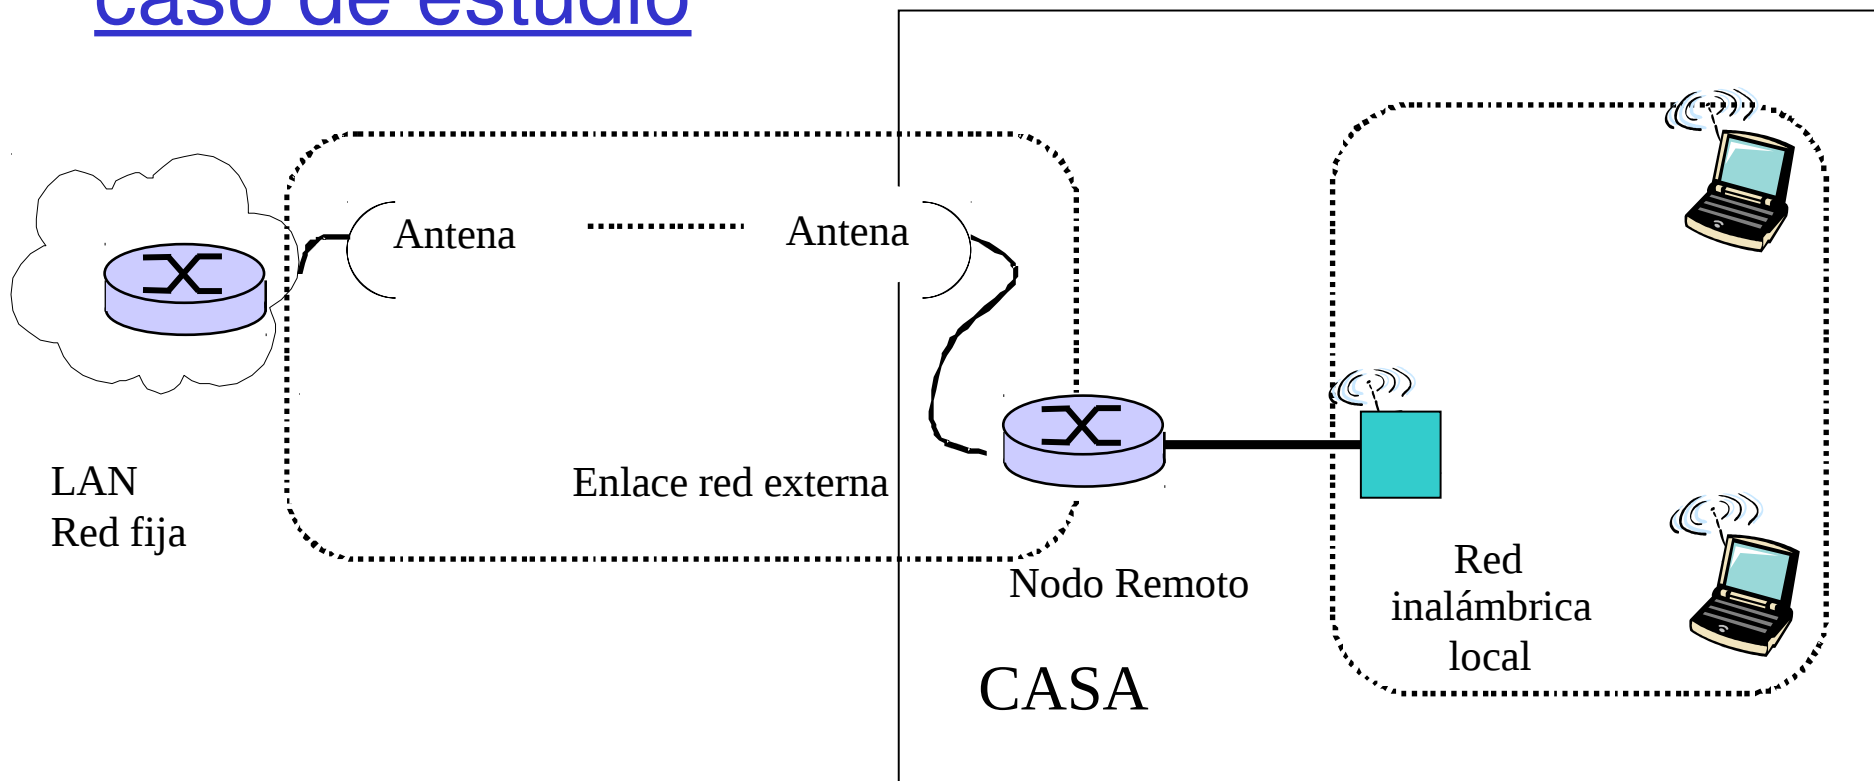 caso de estudio
Antena
Antena
LAN
Red fija
Enlace red externa
Nodo Remoto
Red
inalámbrica
local
CASA